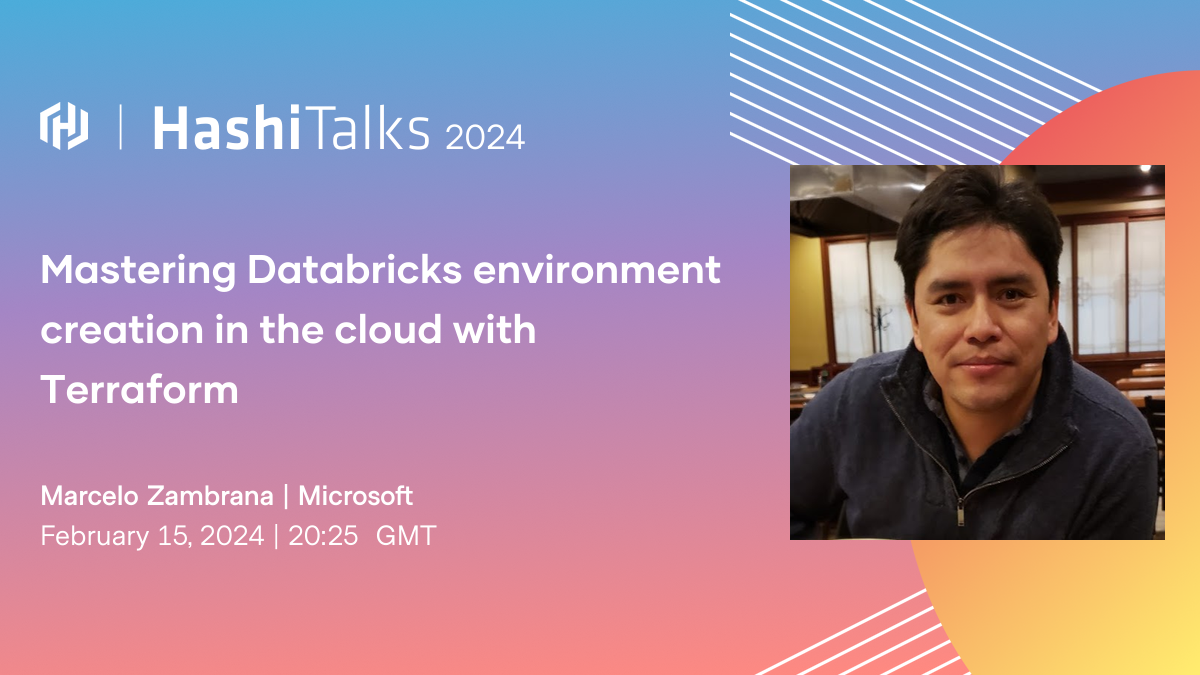 HashiTalks 2024
Mastering Databricks environment
creation in the cloud with
Terraform
Marcelo Zambrana | Microsoft
February 15, 2024 | 20:25 GMT